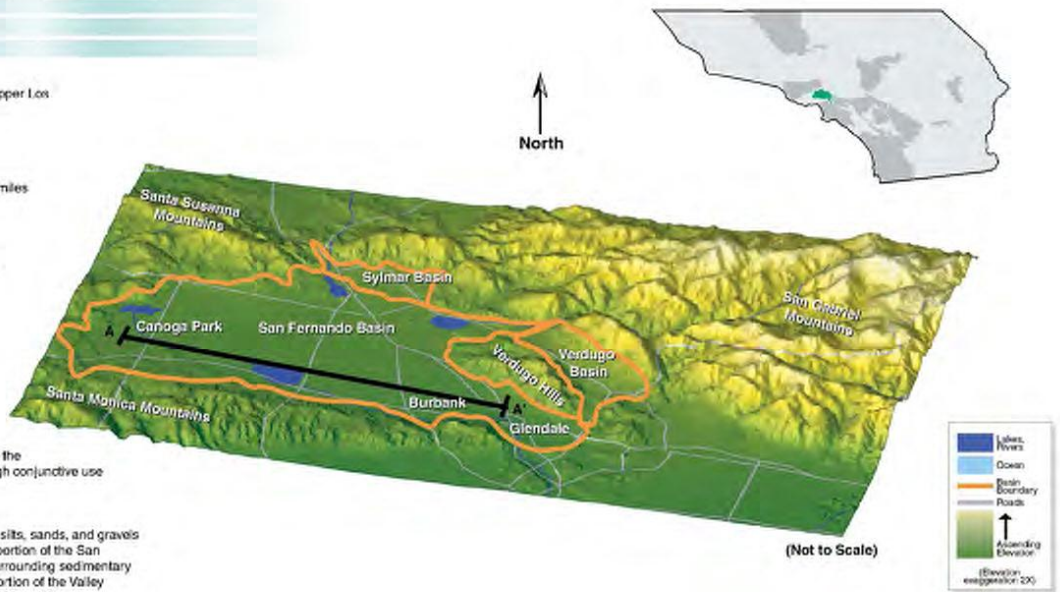 pper Los
miles
the
gh conjunctive use
silts, sands, and gravels
portion of the San
rrounding sedimentary
ortion of the Valley
North
Santa Susanna
Mountains
Sylmar Basin
San Gabriel
Mountains
A
Canoga Park
San Fernando Basin
Verdugo
Basin
Verdugo Hills
Santa Monica Mountains
Burbank
A'
Glendale
(Not to Scale)
Lakes,
Rivers
Ocean
Basin
Boundary
Roads
Ascending
Elevation
(Elevation
exaggeration 2X)